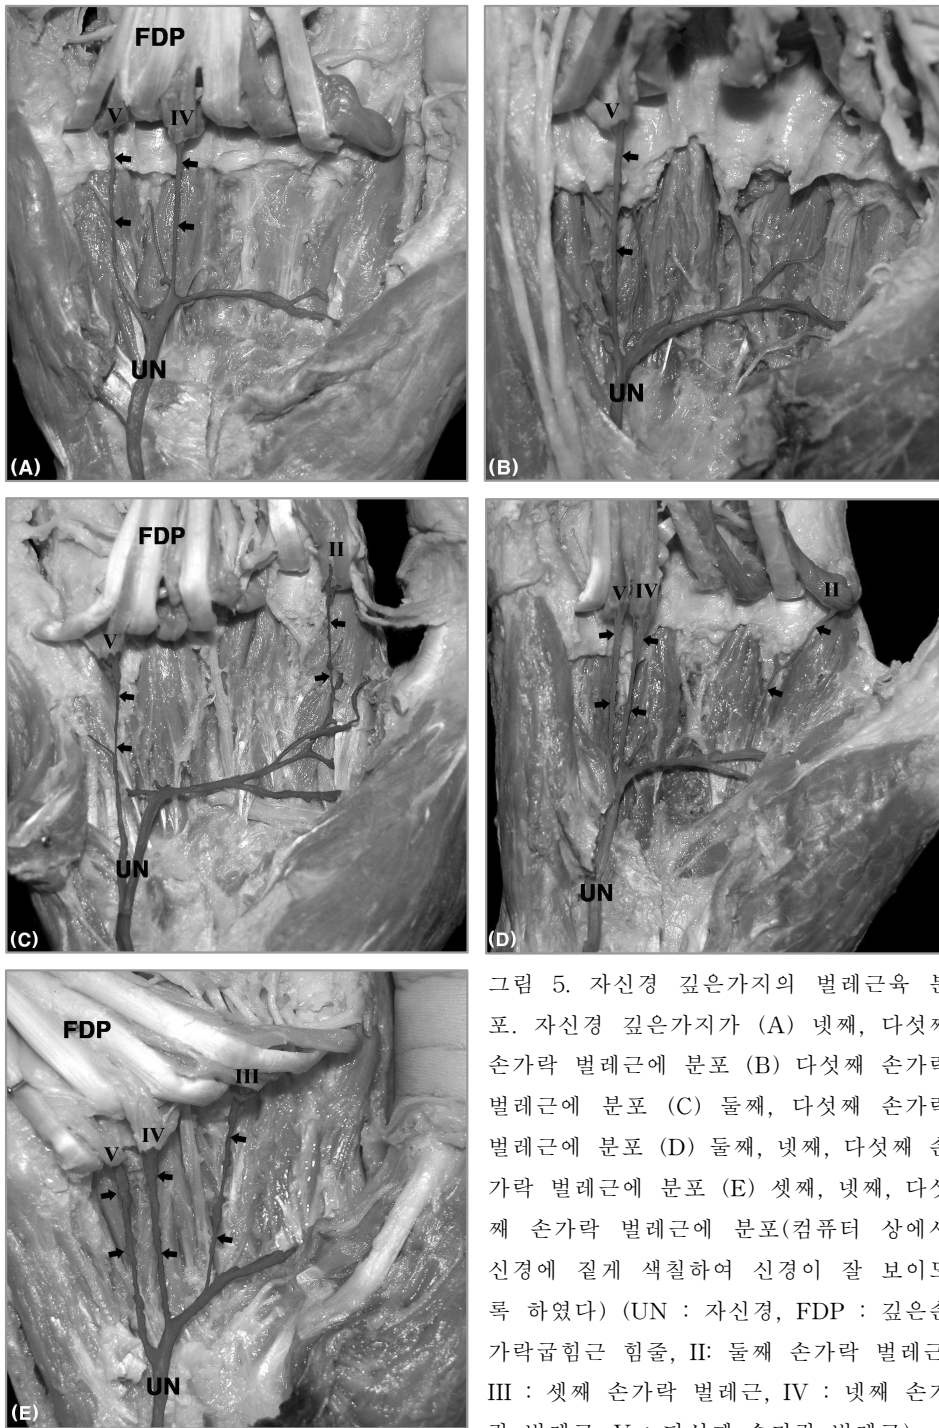 FDP
V
IV
UN
(A)
V
UN
(B)
FDP
II
V
UN
(C)
V
IV
II
UN
(D)
FDP
III
IV
V
UN
(E)
그림 5. 자신경 깊은가지의 벌레근육
포. 자신경 깊은가지가 (A) 넷째, 다섯째
손가락 벌레근에 분포 (B) 다섯째 손가락
벌레근에 분포 (C) 둘째, 다섯째 손가락
벌레근에 분포 (D) 둘째, 넷째, 다섯째 손
가락 벌레근에 분포 (E) 셋째, 넷째, 다섯
째 손가락 벌레근에 분포(컴퓨터 상에서
신경에 짙게 색칠하여 신경이 잘 보이도
록 하였다) (UN : 자신경, FDP : 깊은손
가락굽힘근 힘줄, II: 둘째 손가락 벌레근
III : 셋째 손가락 벌레근, IV : 넷째 손가